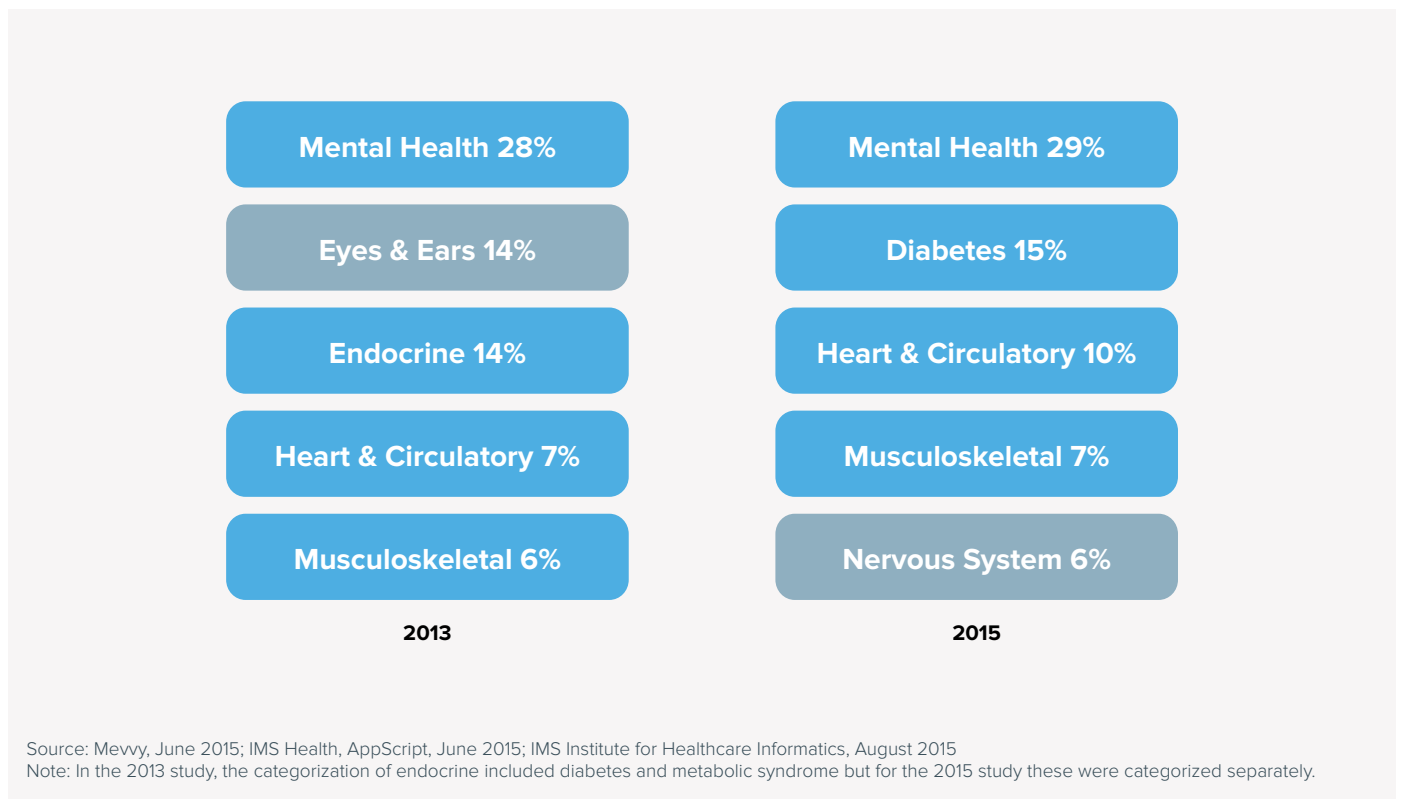 Mental Health 28%
Eyes & Ears 14%
Endocrine 14%
Heart & Circulatory 7%
Musculoskeletal 6%
2013
Mental Health 29%
Diabetes 15%
Heart & Circulatory 10%
Musculoskeletal 7%
Nervous System 6%
2015
Source: Mevvy, June 2015; IMS Health, AppScript, June 2015; IMS Institute for Healthcare Informatics, August 2015
Note: In the 2013 study, the categorization of endocrine included diabetes and metabolic syndrome but for the 2015 study these were categorized separately.